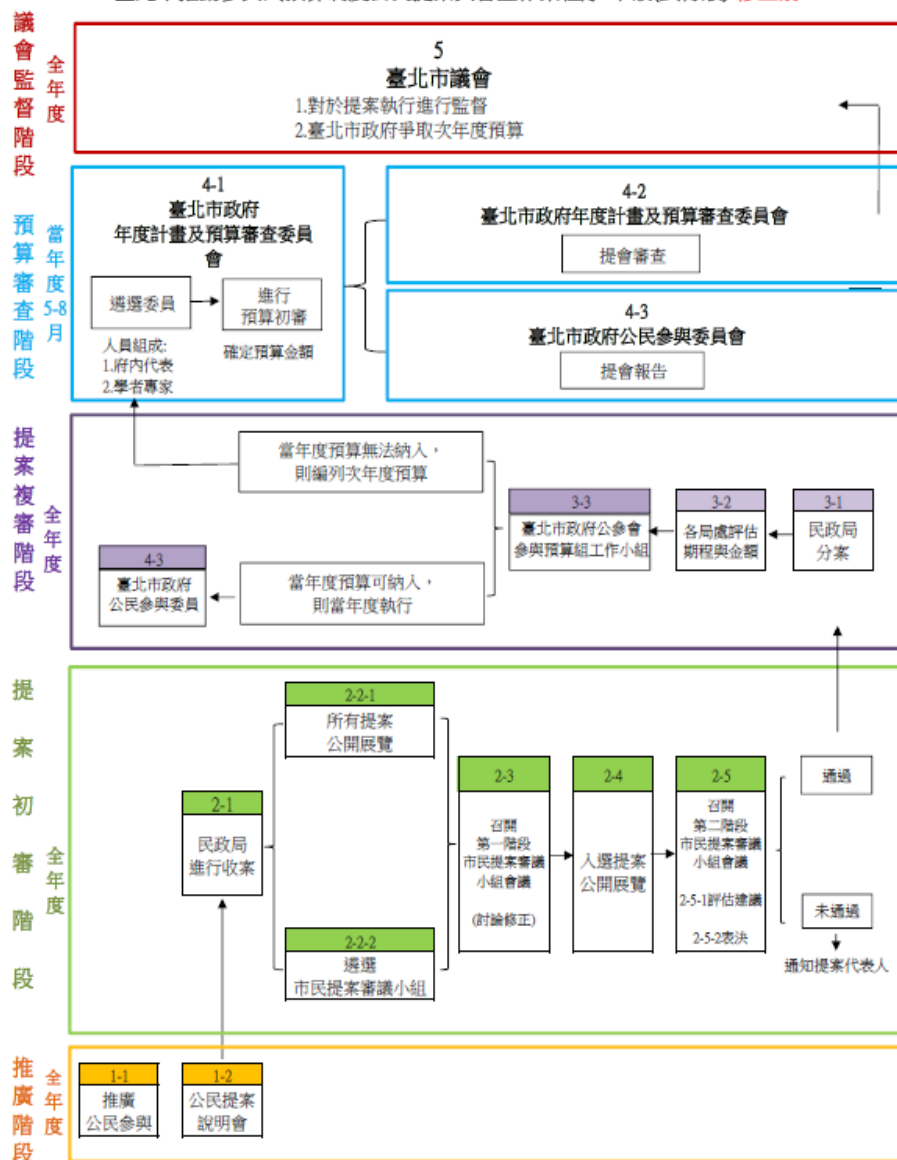 議會監督階段
全年度
5
臺北市議會
1.對於提案執行進行監督
2.臺北市政府爭取次年度預算
預算審查階段
當年度5-8月
4-1
臺北市政府
年度計畫及預算審查委員
會
遴選委員
進行
預算初審
人員組成:
1.府內代表
2.學者專家
確定預算金額
4-2
臺北市政府年度計畫及預算審查委員會
提會審查
4-3
臺北市政府公民參與委員會
提會報告
提案複審階段
全年度
當年度預算無法納入，
則編列次年度預算
3-3
臺北市政府公參會
參與預算組工作小組
3-2
各局處評估
期程與金額
3-1
民政局
分案
4-3
臺北市政府
公民參與委員
當年度預算可納入，
則當年度執行
提案初審階段
全年度
2-1
民政局
進行收案
2-2-1
所有提案
公開展覽
2-2-2
遴選
市民提案審議小組
2-3
召開
第一階段
市民提案審議
小組會議
(討論修正)
2-4
入選提案
公開展覽
2-5
召開
第二階段
市民提案審議
小組會議
2-5-1評估建議
2-5-2表決
通過
未通過
通知提案代表人
推廣階段
全年度
1-1
推廣
公民參與
1-2
公民提案
說明會